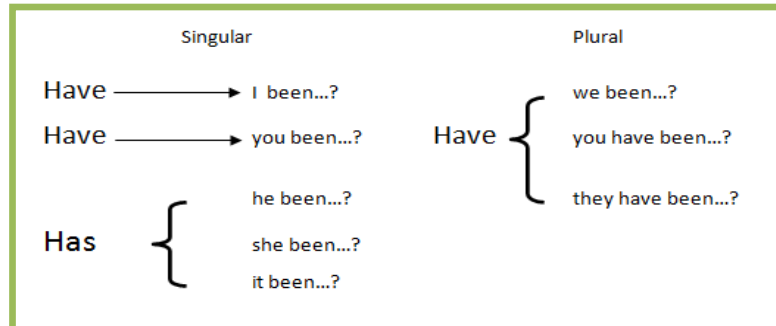 Singular Plural
Have I been...? we been...?
Have you been...? Have you have been...?
he been...? they have been...?
Has she been...?
it been...?